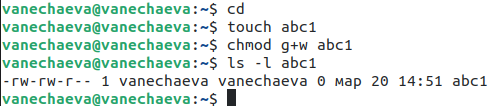 vanechaeva@vanechaeva:~$ cd
vanechaeva@vanechaeva:~$ touch abc1
vanechaeva@vanechaeva:~$ chmod g+w abc1
vanechaeva@vanechaeva:~$ ls -l abc1
-rw-rw-r-- 1 vanechaeva vanechaeva 0 мар 20 14:51 abc1
vanechaeva@vanechaeva:~$